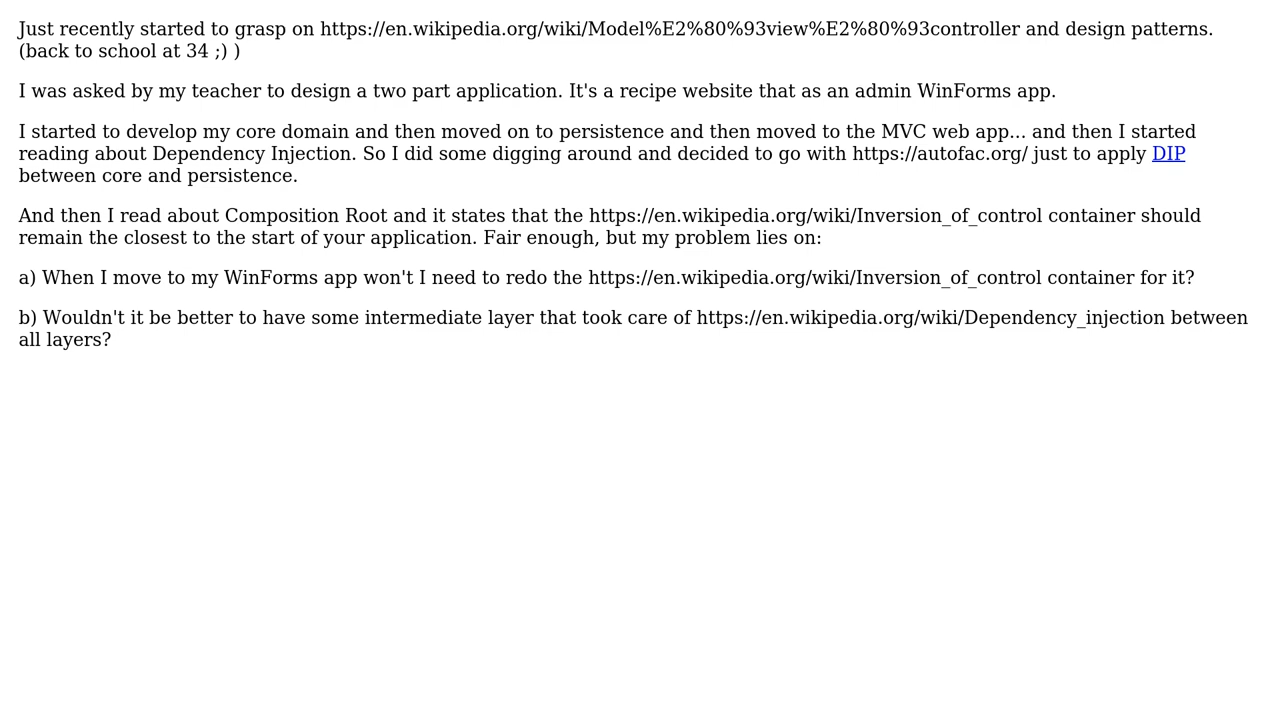 Just recently started to grasp on https://en.wikipedia.org/wiki/Model%E2%80%93view%E2%80%93controller and design patterns.
(back to school at 34 ;) )
I was asked by my teacher to design a two part application. It's a recipe website that as an admin WinForms app.
I started to develop my core domain and then moved on to persistence and then moved to the MVC web app... and then I started
reading about Dependency Injection. So I did some digging around and decided to go with https://autofac.org/ just to apply DIP
between core and persistence.
And then I read about Composition Root and it states that the https://en.wikipedia.org/wiki/Inversion_of_control container should
remain the closest to the start of your application. Fair enough, but my problem lies on:
a) When I move to my WinForms app won't I need to redo the https://en.wikipedia.org/wiki/Inversion_of_control container for it?
b) Wouldn't it be better to have some intermediate layer that took care of https://en.wikipedia.org/wiki/Dependency_injection between
all layers?